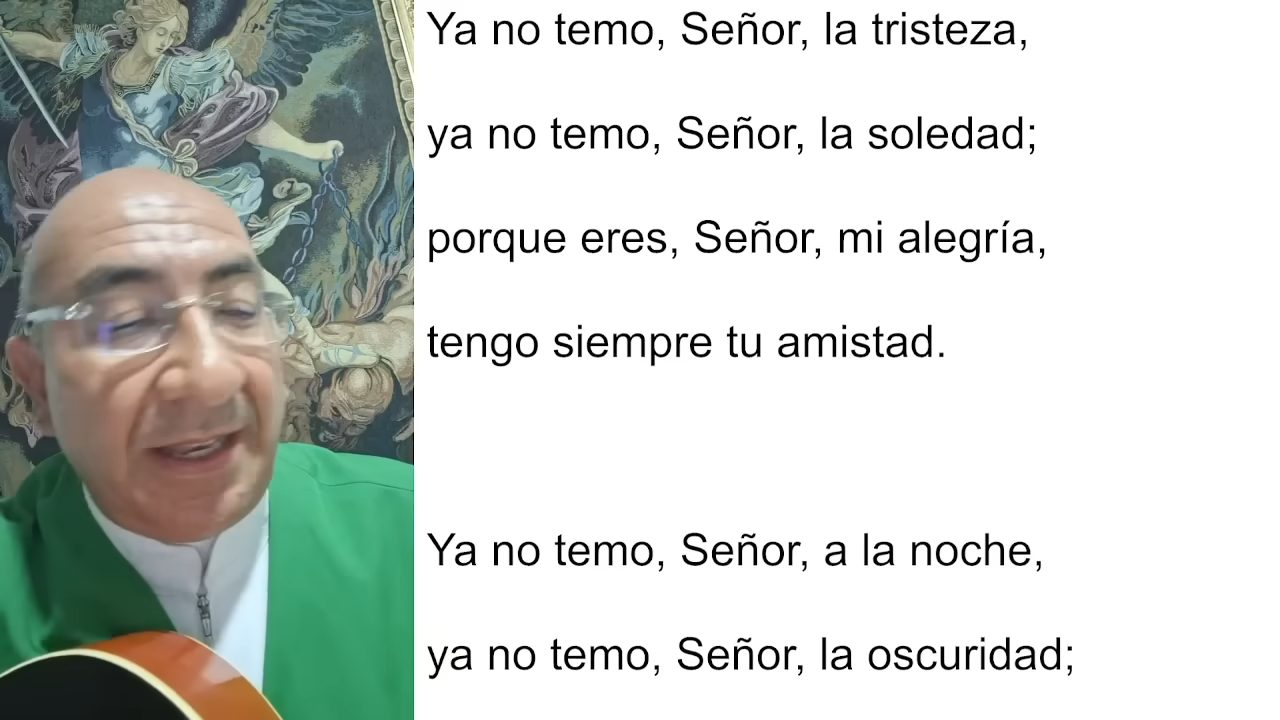 Ya no temo, Señor, la tristeza,
ya no temo, Señor, la soledad;
porque eres, Señor, mi alegría,
tengo siempre tu amistad.
Ya no temo, Señor, a la noche,
ya no temo, Señor, la oscuridad;